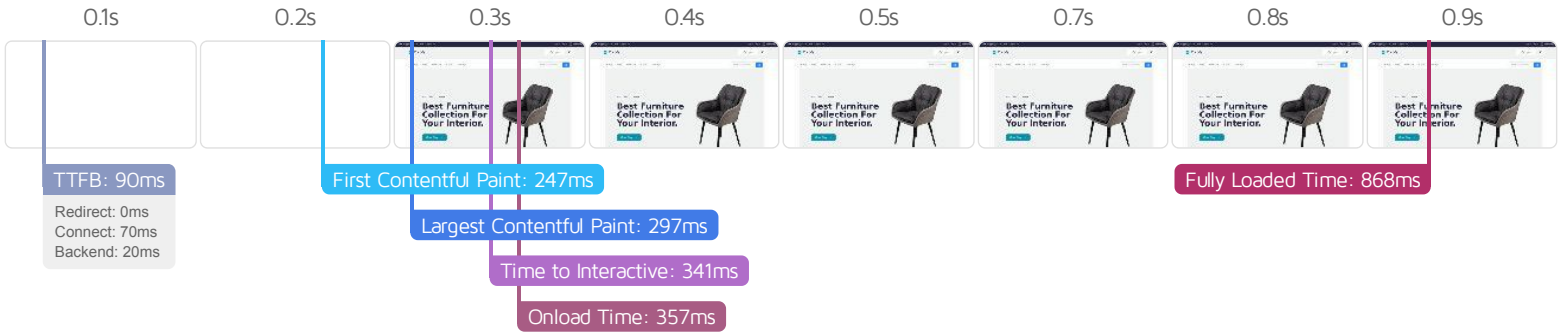 0.1s
0.2s
0.3s
0.4s
0.5s
0.7s
0.8s
0.9s
Best Furniture
Collection For
Your Interior.
Best Furniture
Collection For
Your Interior.
Best Furniture
Collection For
Your Interior.
Best Furniture
Collection For
Your Interior.
Best Furniture
Collection For
Your Interior.
Best Furniture
Collection For
Your Interior.
TTFB: 90ms
Redirect: 0ms
Connect: 70ms
Backend: 20ms
First Contentful Paint: 247ms
Fully Loaded Time: 868ms
Largest Contentful Paint: 297ms
Time to Interactive: 341ms
Onload Time: 357ms